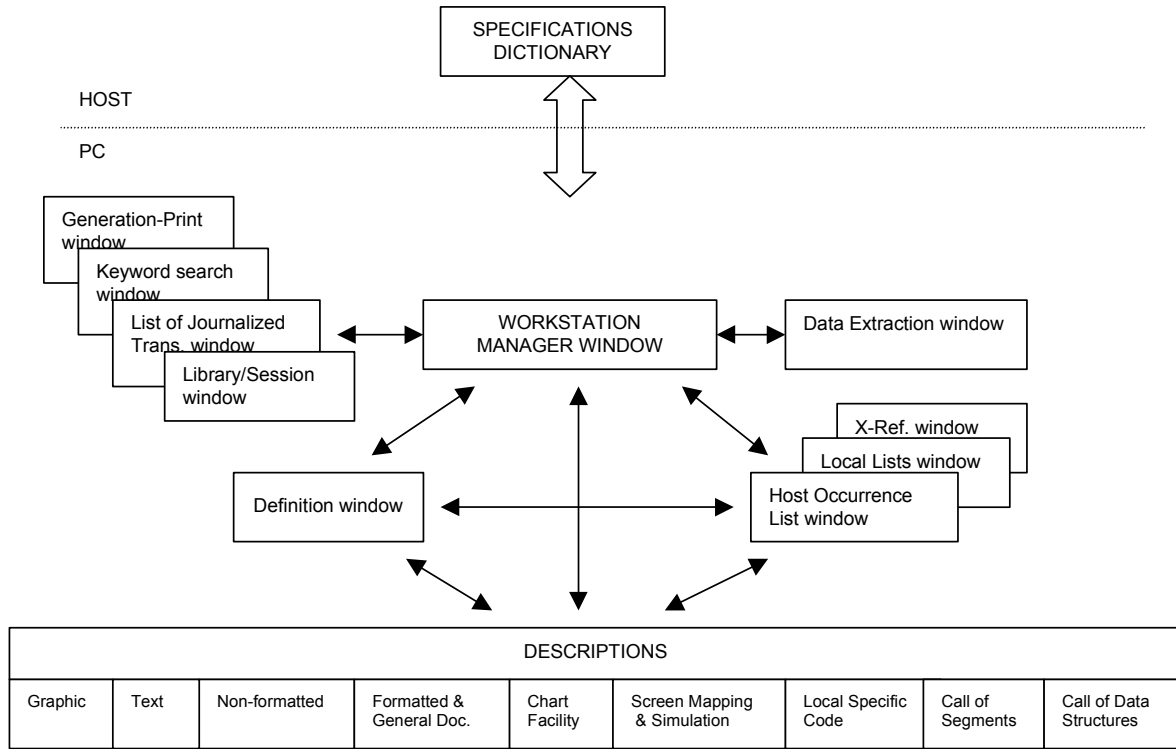 SPECIFICATIONS
DICTIONARY
HOST
PC
Generation-Print
window
Keyword search
window
List of Journalized
Trans. window
Library/Session
window
WORKSTATION
MANAGER WINDOW
Data Extraction window
X-Ref. window
Local Lists window
Host Occurrence
List window
Definition window
DESCRIPTIONS
Graphic
Text
Non-formatted
Formatted &
General Doc.
Chart
Facility
Screen Mapping
& Simulation
Local Specific
Code
Call of
Segments
Call of Data
Structures